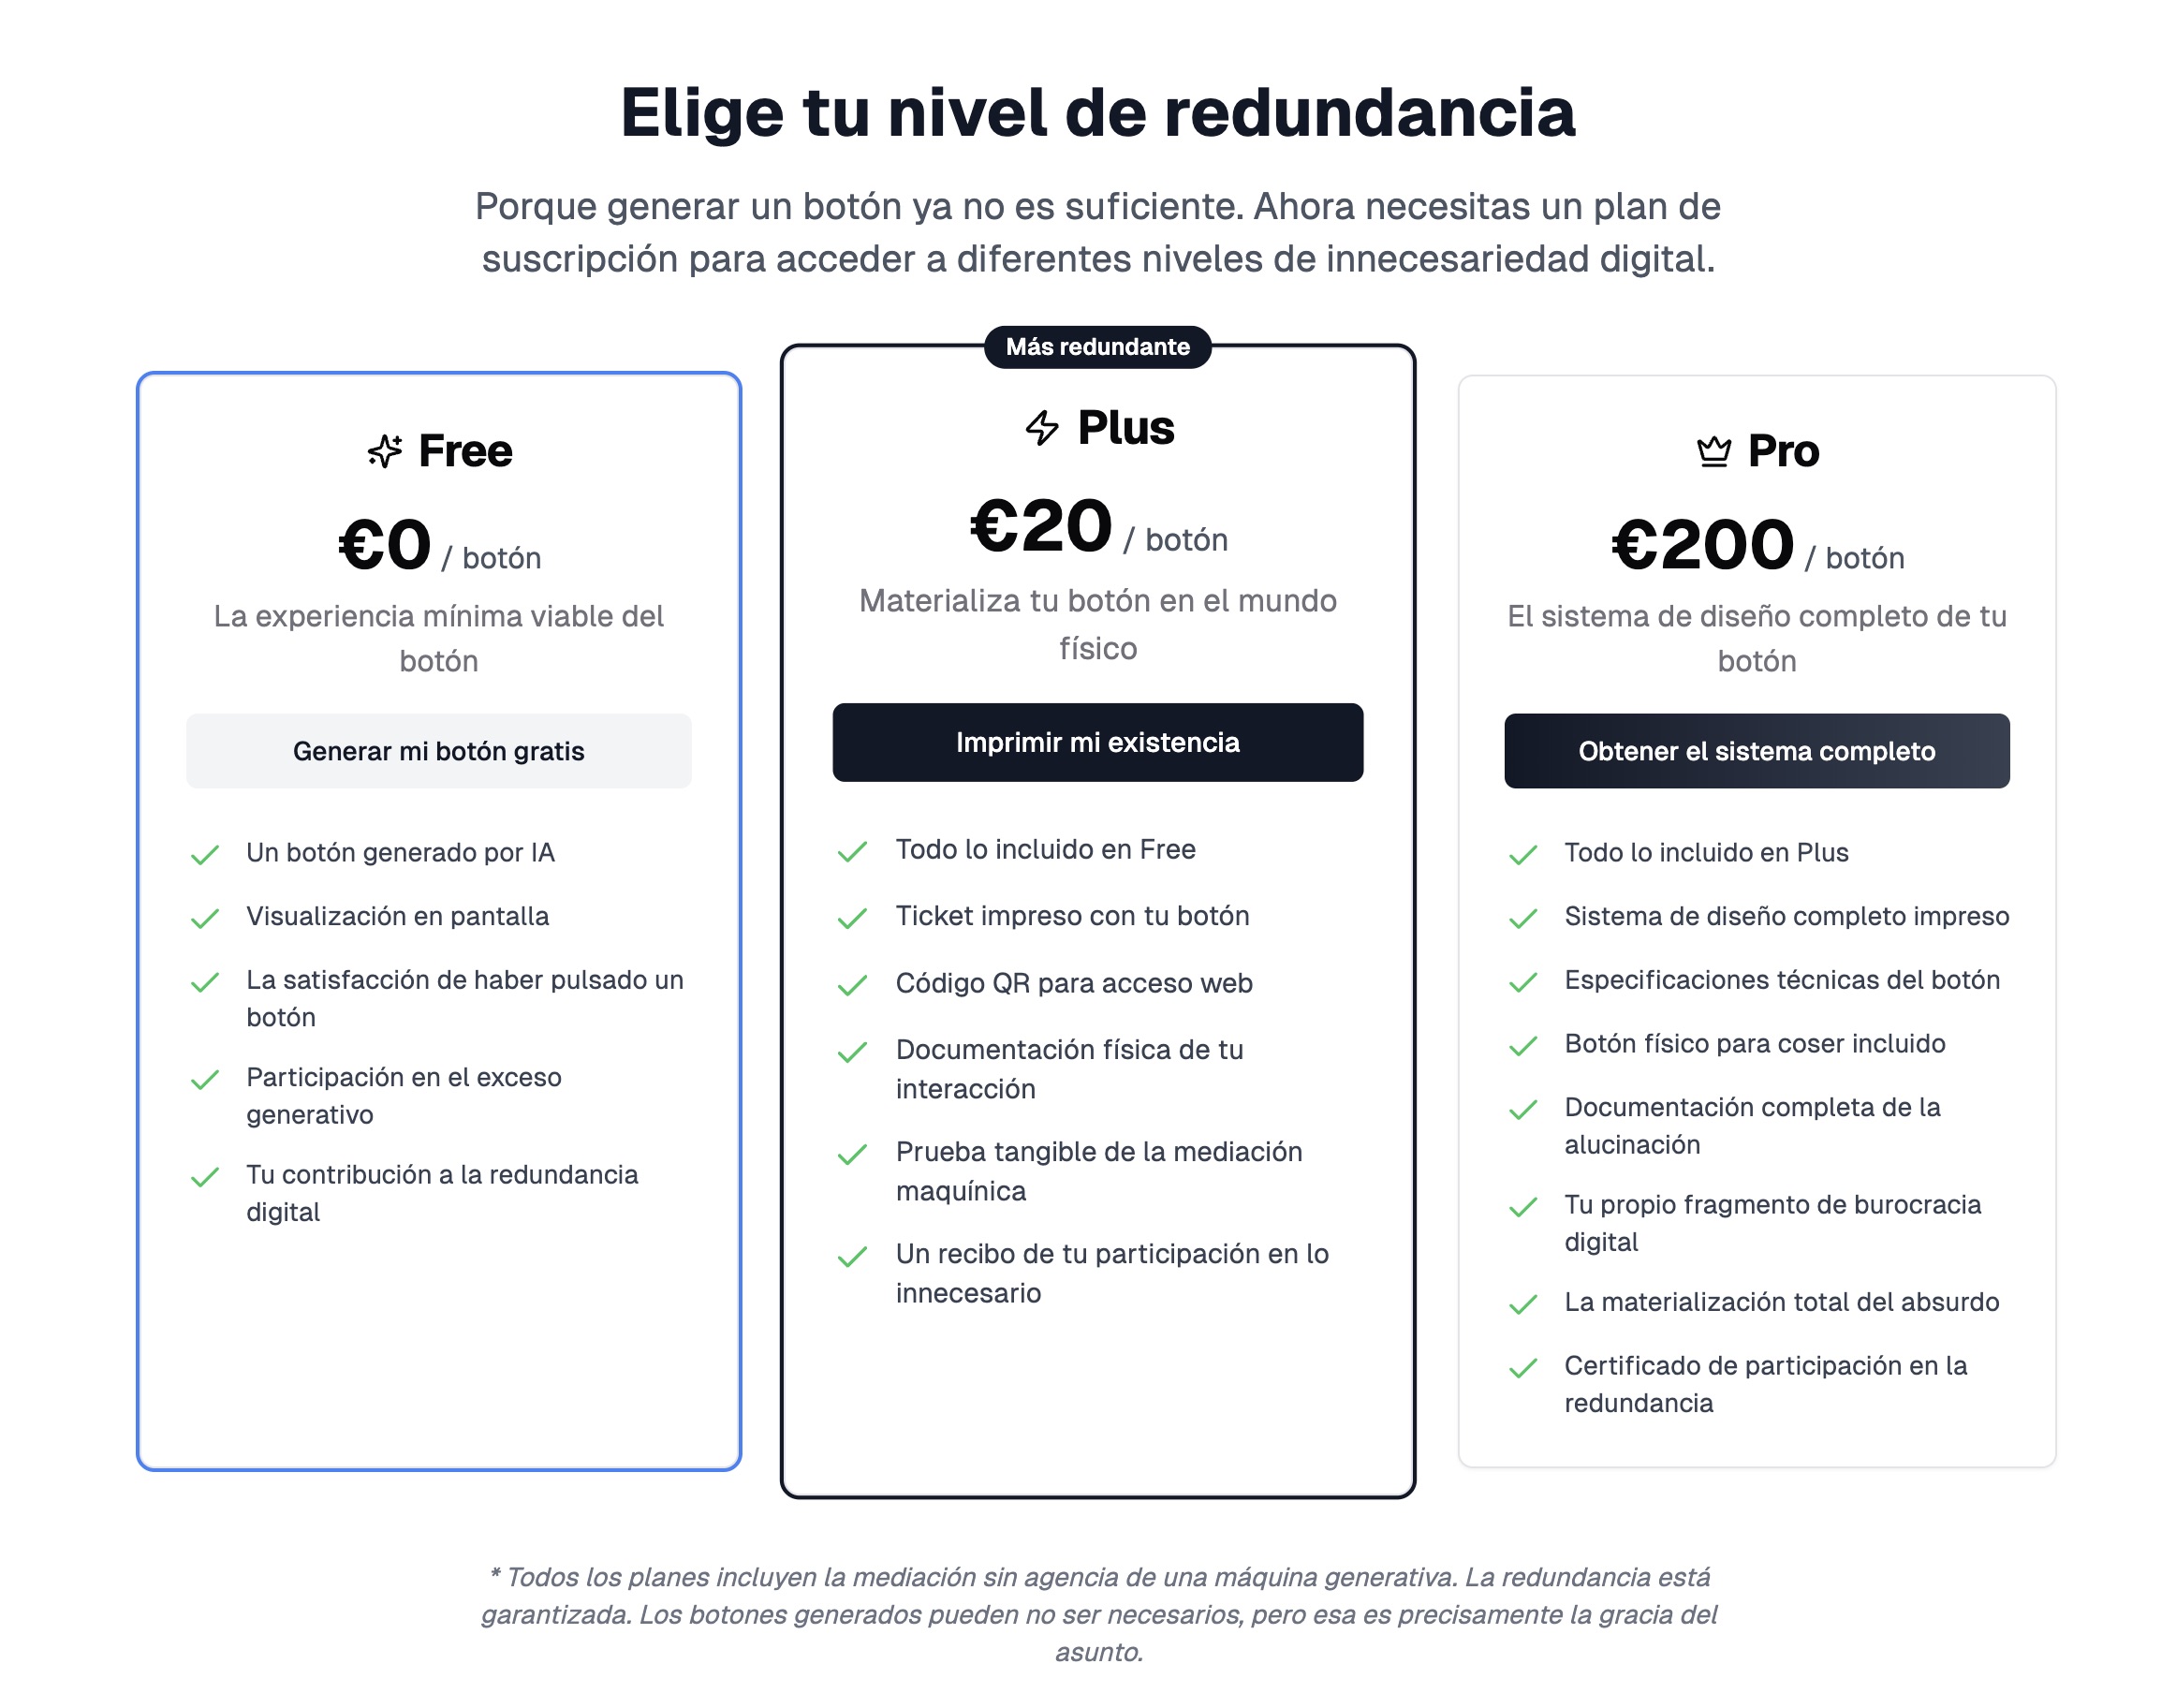 Elige tu nivel de redundancia
Porque generar un botón ya no es suficiente. Ahora necesitas un plan de
suscripción para acceder a diferentes niveles de innecesariedad digital.
Free
€0 / botón
La experiencia mínima viable del
botón
Generar mi botón gratis
Un botón generado por IA
Visualización en pantalla
La satisfacción de haber pulsado un
botón
Participación en el exceso
generativo
Tu contribución a la redundancia
digital
Más redundante
Plus
€20 / botón
Materializa tu botón en el mundo
físico
Imprimir mi existencia
Todo lo incluido en Free
Ticket impreso con tu botón
Código QR para acceso web
Documentación física de tu
interacción
Prueba tangible de la mediación
maquínica
Un recibo de tu participación en lo
innecesario
Pro
€200 / botón
El sistema de diseño completo de tu
botón
Obtener el sistema completo
Todo lo incluido en Plus
Sistema de diseño completo impreso
Especificaciones técnicas del botón
Botón físico para coser incluido
Documentación completa de la
alucinación
Tu propio fragmento de burocracia
digital
La materialización total del absurdo
Certificado de participación en la
redundancia
* Todos los planes incluyen la mediación sin agencia de una máquina generativa. La redundancia está
garantizada. Los botones generados pueden no ser necesarios, pero esa es precisamente la gracia del
asunto.